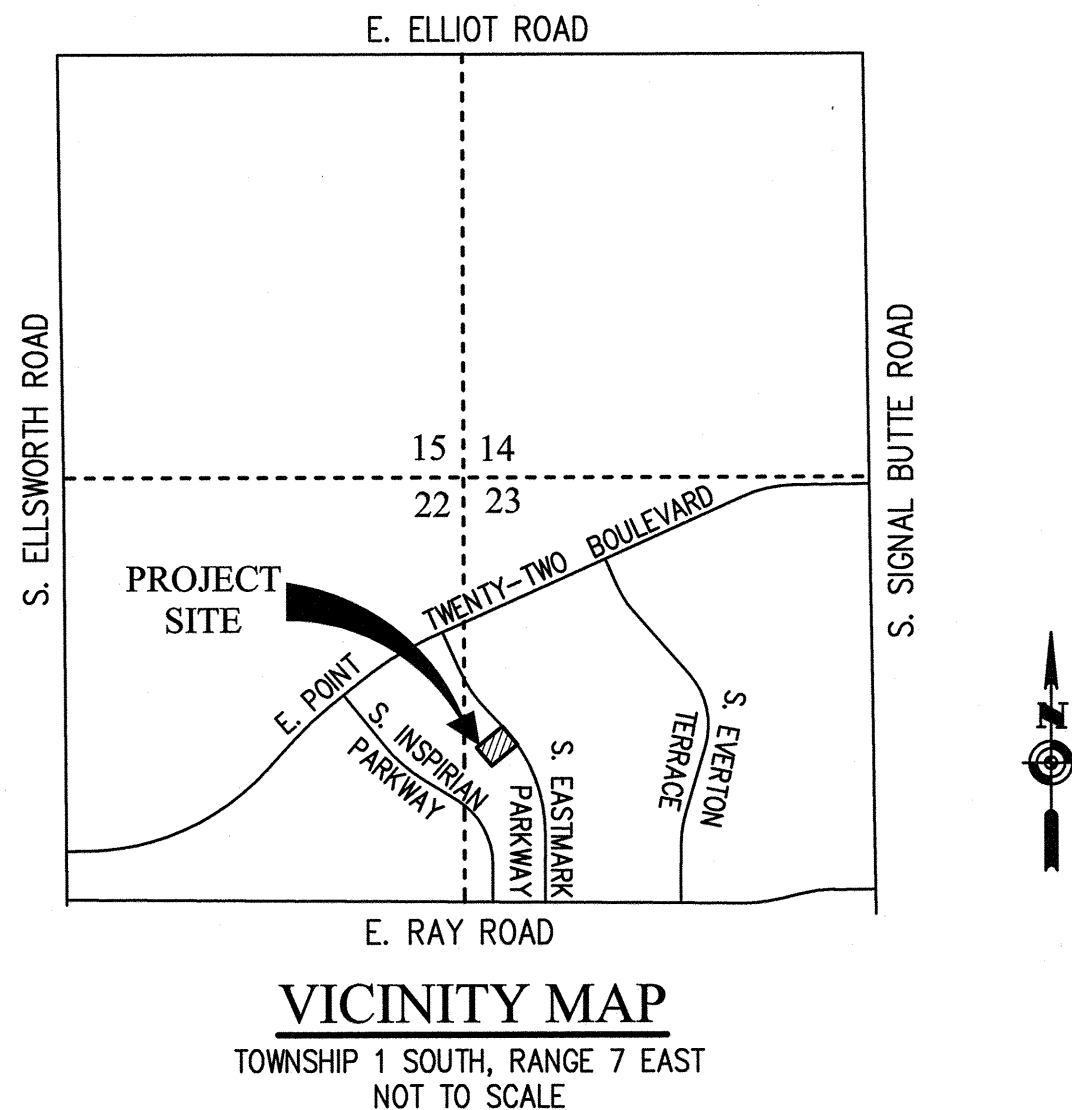 E. ELLIOT ROAD
S. ELLSWORTH ROAD
S. SIGNAL BUTTE ROAD
15 14
22 23
E. POINT TWENTY-TWO BOULEVARD
PROJECT
SITE
S. INSPIRIAN
PARKWAY
S. EASTMARK
PARKWAY
S. EVERTON
TERRACE
N
E. RAY ROAD
VICINITY MAP
TOWNSHIP 1 SOUTH, RANGE 7 EAST
NOT TO SCALE